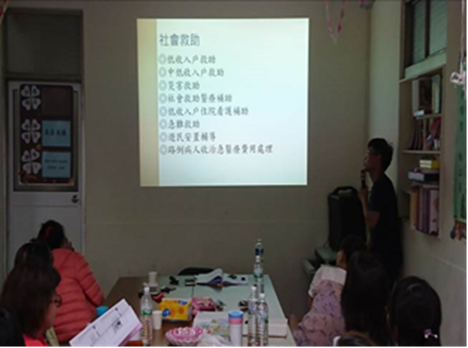 社會救助
◎低收入戶救助
◎中低收入戶救助
◎災害救助
◎社會救助醫療補助
◎低收入戶住院看護補助
◎急難救助
◎遊民安置輔導
◎路倒病人收治急醫療費用處理